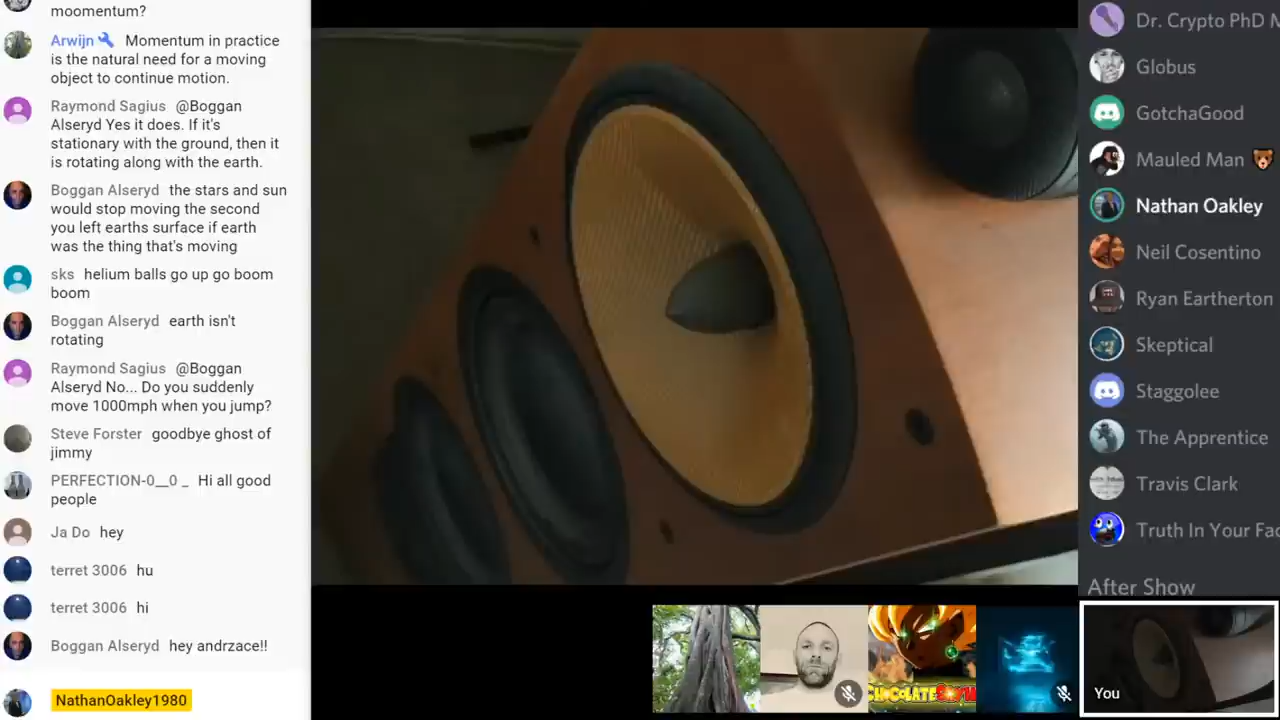 moomentum?
Arwijn Momentum in practice
is the natural need for a moving
object to continue motion.
Raymond Sagius @Boggan
Alseryd Yes it does. If it's
stationary with the ground, then it
is rotating along with the earth.
Boggan Alseryd the stars and sun
would stop moving the second
you left earths surface if earth
was the thing that's moving
sks helium balls go up go boom
boom
Boggan Alseryd earth isn't
rotating
Raymond Sagius @Boggan
Alseryd No... Do you suddenly
move 1000mph when you jump?
Steve Forster goodbye ghost of
jimmy
PERFECTION-0__0 _ Hi all good
people
Ja Do hey
terret 3006 hu
terret 3006 hi
Boggan Alseryd hey andrzace!!
NathanOakley1980
Dr. Crypto PhD M
Globus
GotchaGood
Mauled Man
Nathan Oakley
Neil Cosentino
Ryan Eartherton
Skeptical
Staggolee
The Apprentice
Travis Clark
Truth In Your Fac
After Show
You